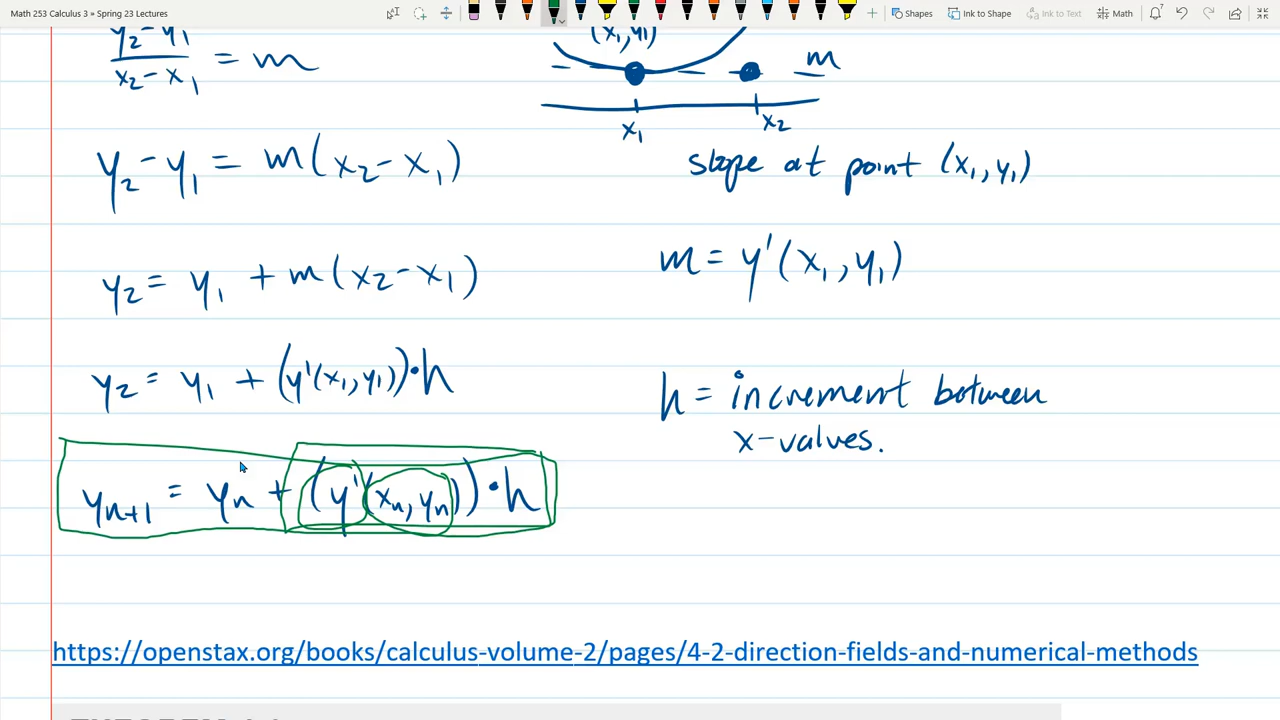 Math 253 Calculus 3 » Spring 23 Lectures
Shapes
Ink to Shape
Ink to Text
Math
y₂ - y₁
x₂ - x₁ = m
(x₁, y₁)
m
x₁ x₂
y₂ - y₁ = m(x₂ - x₁)
slope at point (x₁, y₁)
y₂ = y₁ + m(x₂ - x₁)
m = y'(x₁, y₁)
y₂ = y₁ + (y'(x₁, y₁))·h
h = increment between
x-values.
yₙ₊₁ = yₙ + (y'(xₙ, yₙ))·h
https://openstax.org/books/calculus-volume-2/pages/4-2-direction-fields-and-numerical-methods